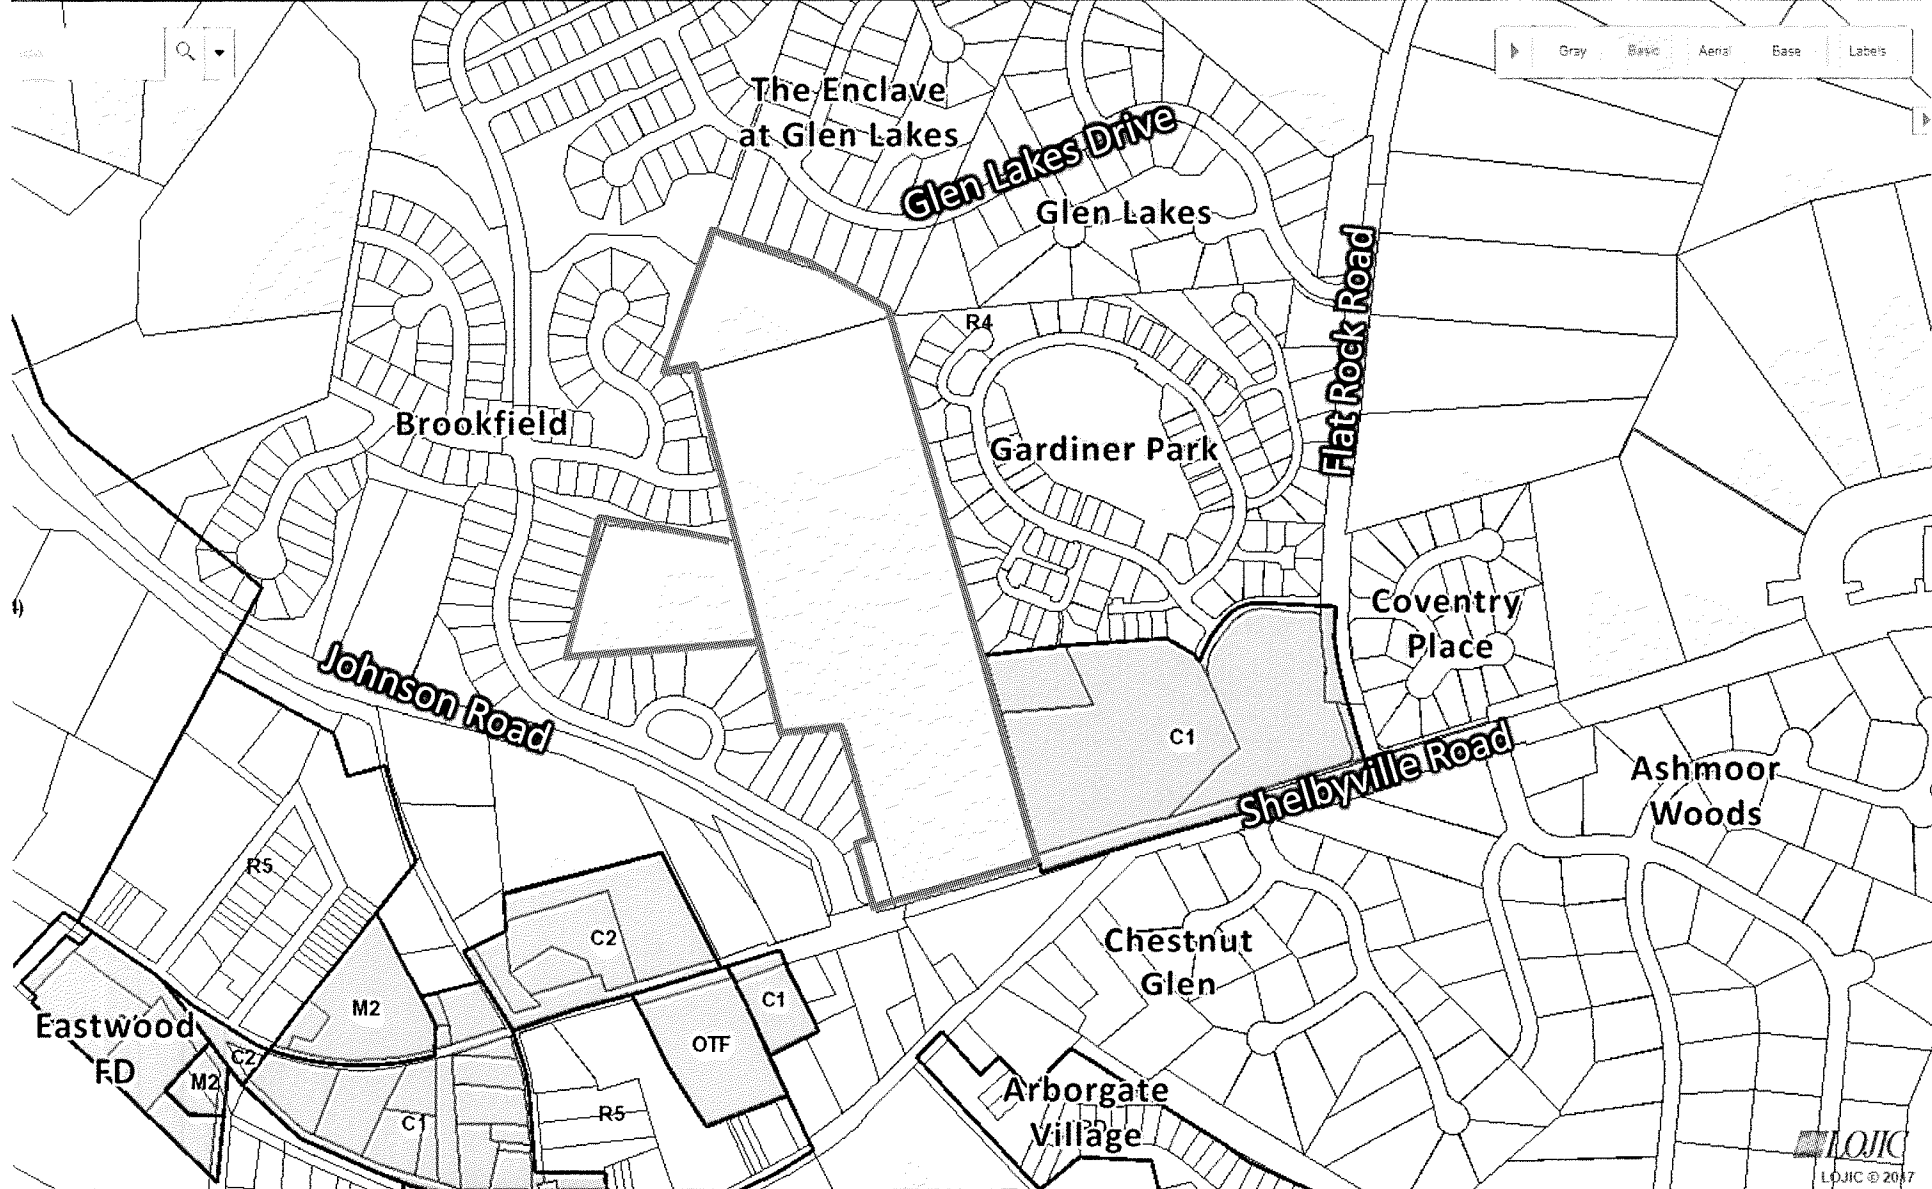 Gray Basic Aerial Base Labels
The Enclave
at Glen Lakes
Glen Lakes Drive
Glen Lakes
Flat Rock Road
R4
Brookfield
Gardiner Park
Coventry
Place
Johnson Road
C1
Shelbyville Road
Ashmoor
Woods
R5
C2
Chestnut
Glen
M2
C1
OTF
Eastwood
FD
C2
M2
C1
R5
Arborgate
Village
LOJIC
LOJIC © 2017